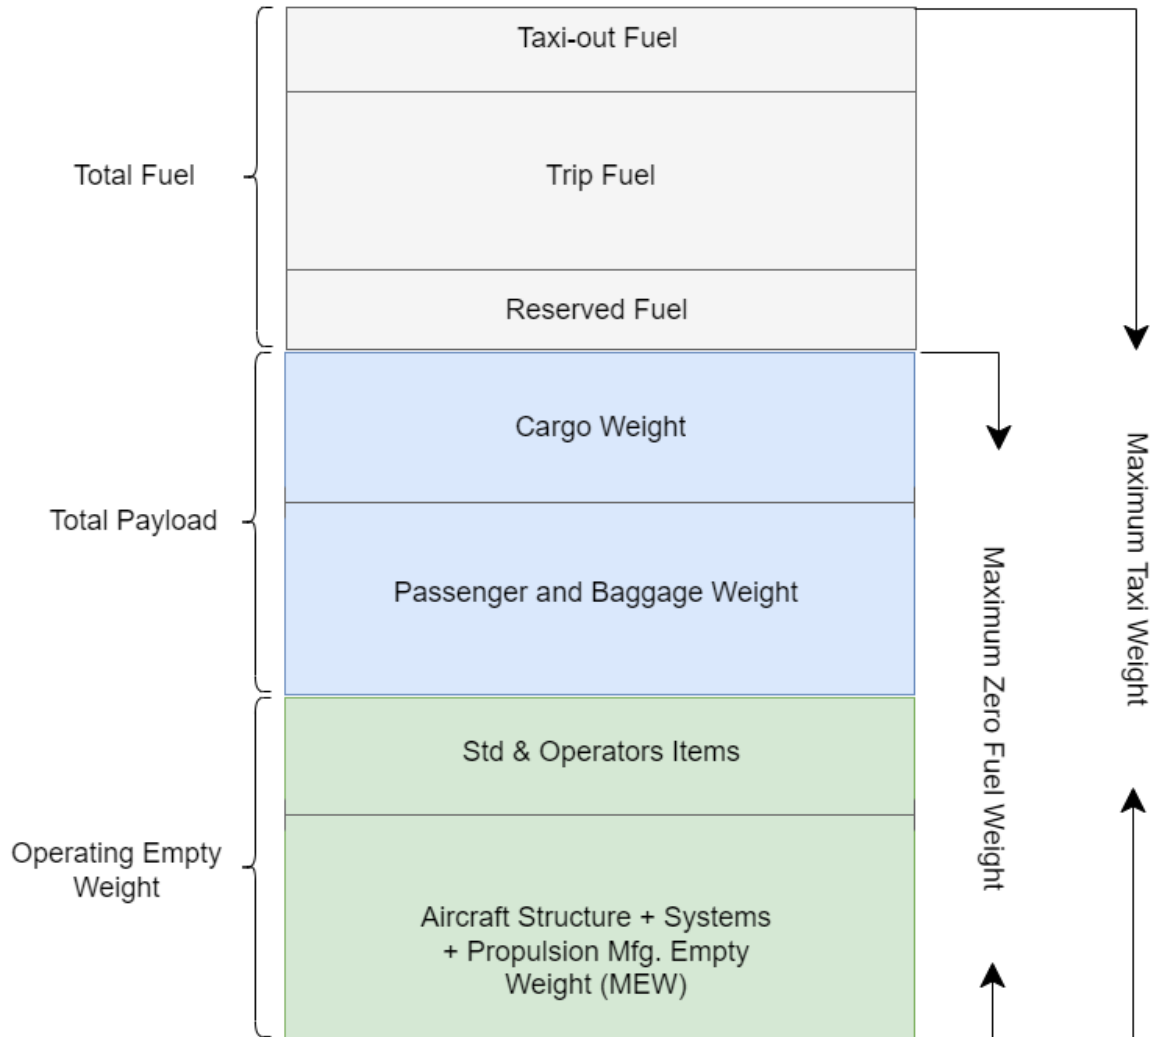 Taxi-out Fuel
Total Fuel
Trip Fuel
Reserved Fuel
Cargo Weight
Total Payload
Passenger and Baggage Weight
Std & Operators Items
Operating Empty
Weight
Aircraft Structure + Systems
+ Propulsion Mfg. Empty
Weight (MEW)
Maximum Zero Fuel Weight
Maximum Taxi Weight